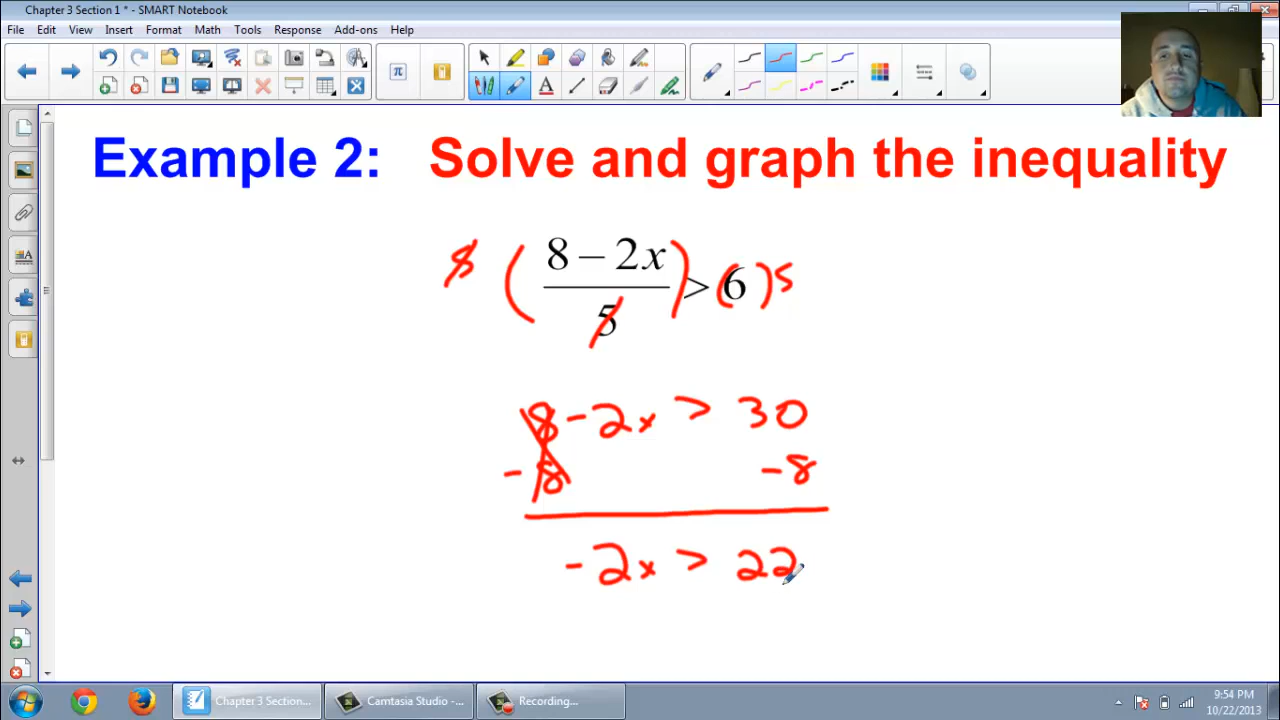 Chapter 3 Section 1 * - SMART Notebook
File Edit View Insert Format Math Tools Response Add-ons Help
Example 2: Solve and graph the inequality
5 ( (8 – 2x) / 5 ) > (6) 5
8 - 2x > 30
- 8 - 8
- 2x > 22
Chapter 3 Section...
Camtasia Studio - ...
Recording...
9:54 PM
10/22/2013